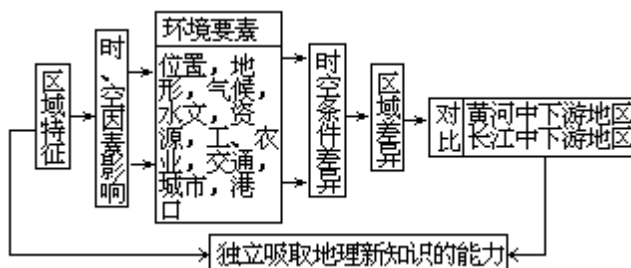 区域特征
时、空因素影响
环境要素
位置，地
形，气候，
水文，资
源，工、农
业，交通，
城市，港
口
时空条件差异
区域差异
对比
黄河中下游地区
长江中下游地区
独立吸取地理新知识的能力